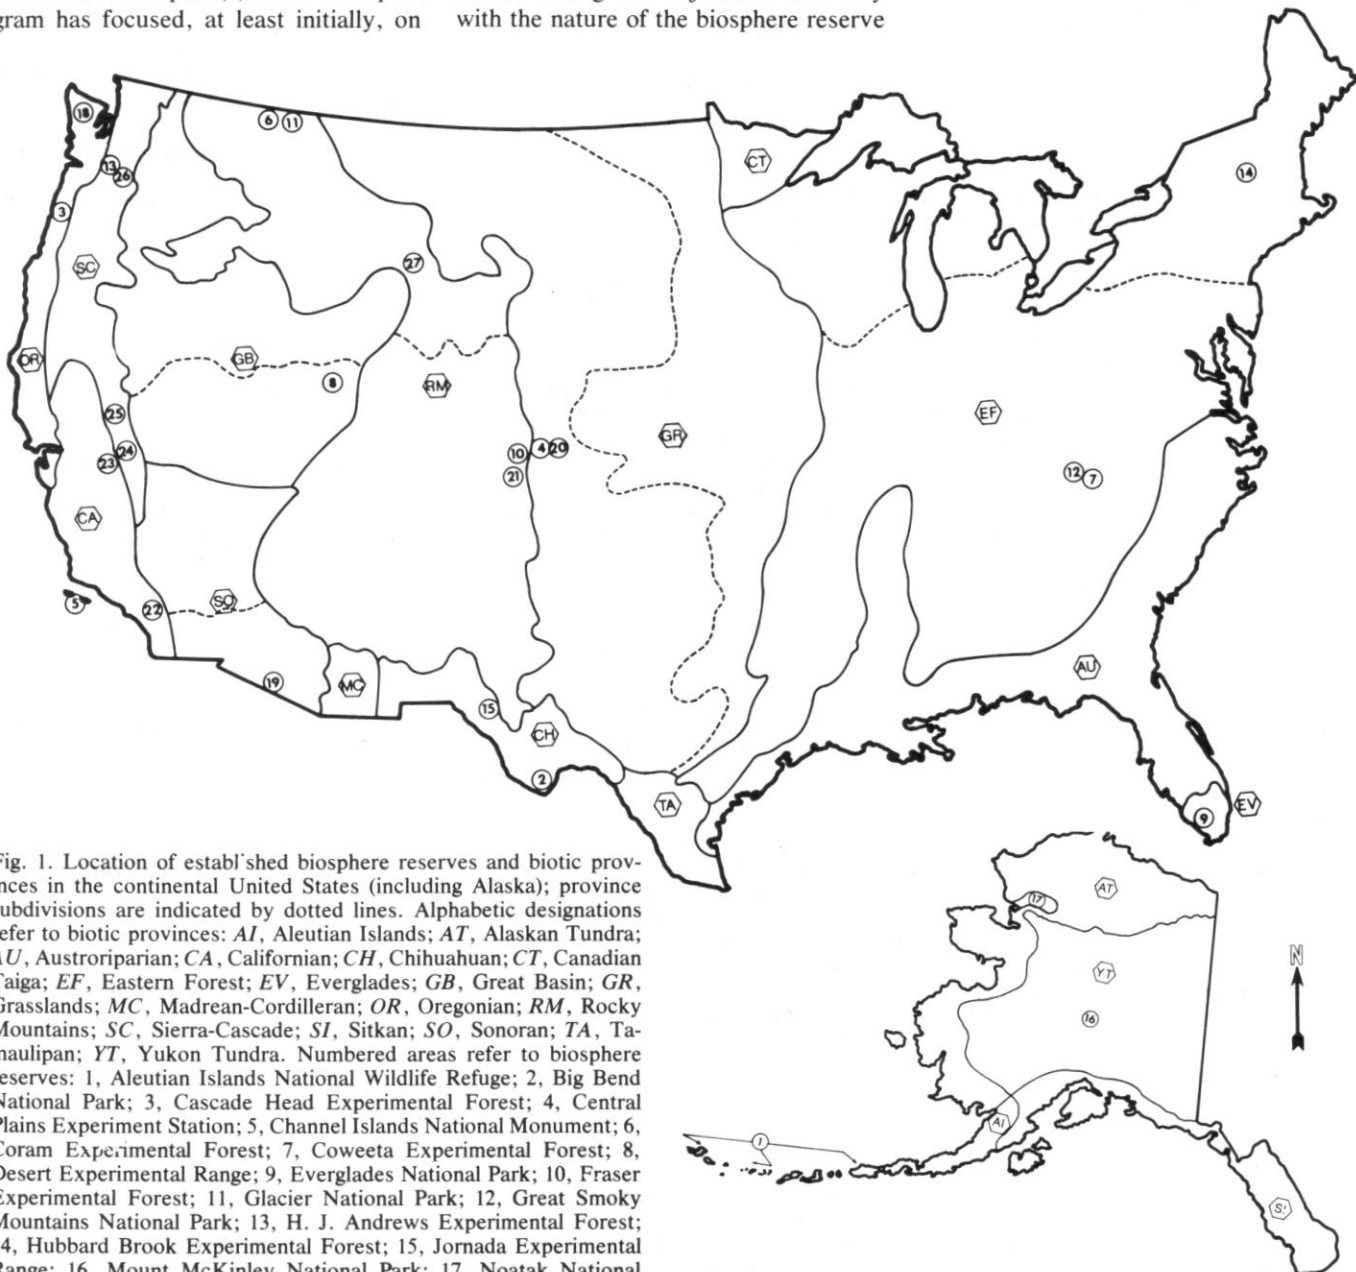 gram has focused, at least initially, on
with the nature of the biosphere reserve
18
6
11
13
26
3
CT
14
SC
27
OR
GB
8
RM
25
24
23
10
4
20
21
GR
EF
12
7
CA
5
22
SO
19
MC
15
CH
2
AU
TA
9
EV
Fig. 1. Location of established biosphere reserves and biotic prov-
nces in the continental United States (including Alaska); province
ubdivisions are indicated by dotted lines. Alphabetic designations
efer to biotic provinces: AI, Aleutian Islands; AT, Alaskan Tundra;
AU, Austroriparian; CA, Californian; CH, Chihuahuan; CT, Canadian
Taiga; EF, Eastern Forest; EV, Everglades; GB, Great Basin; GR,
Grasslands; MC, Madrean-Cordilleran; OR, Oregonian; RM, Rocky
Mountains; SC, Sierra-Cascade; SI, Sitkan; SO, Sonoran; TA, Ta-
maulipan; YT, Yukon Tundra. Numbered areas refer to biosphere
reserves: 1, Aleutian Islands National Wildlife Refuge; 2, Big Bend
National Park; 3, Cascade Head Experimental Forest; 4, Central
Plains Experiment Station; 5, Channel Islands National Monument; 6,
Coram Experimental Forest; 7, Coweeta Experimental Forest; 8,
Desert Experimental Range; 9, Everglades National Park; 10, Fraser
Experimental Forest; 11, Glacier National Park; 12, Great Smoky
Mountains National Park; 13, H. J. Andrews Experimental Forest;
4, Hubbard Brook Experimental Forest; 15, Jornada Experimental
Range; 16, Mount McKinley National Park; 17, Noatak National
AT
17
YT
16
N
AI
1
SI